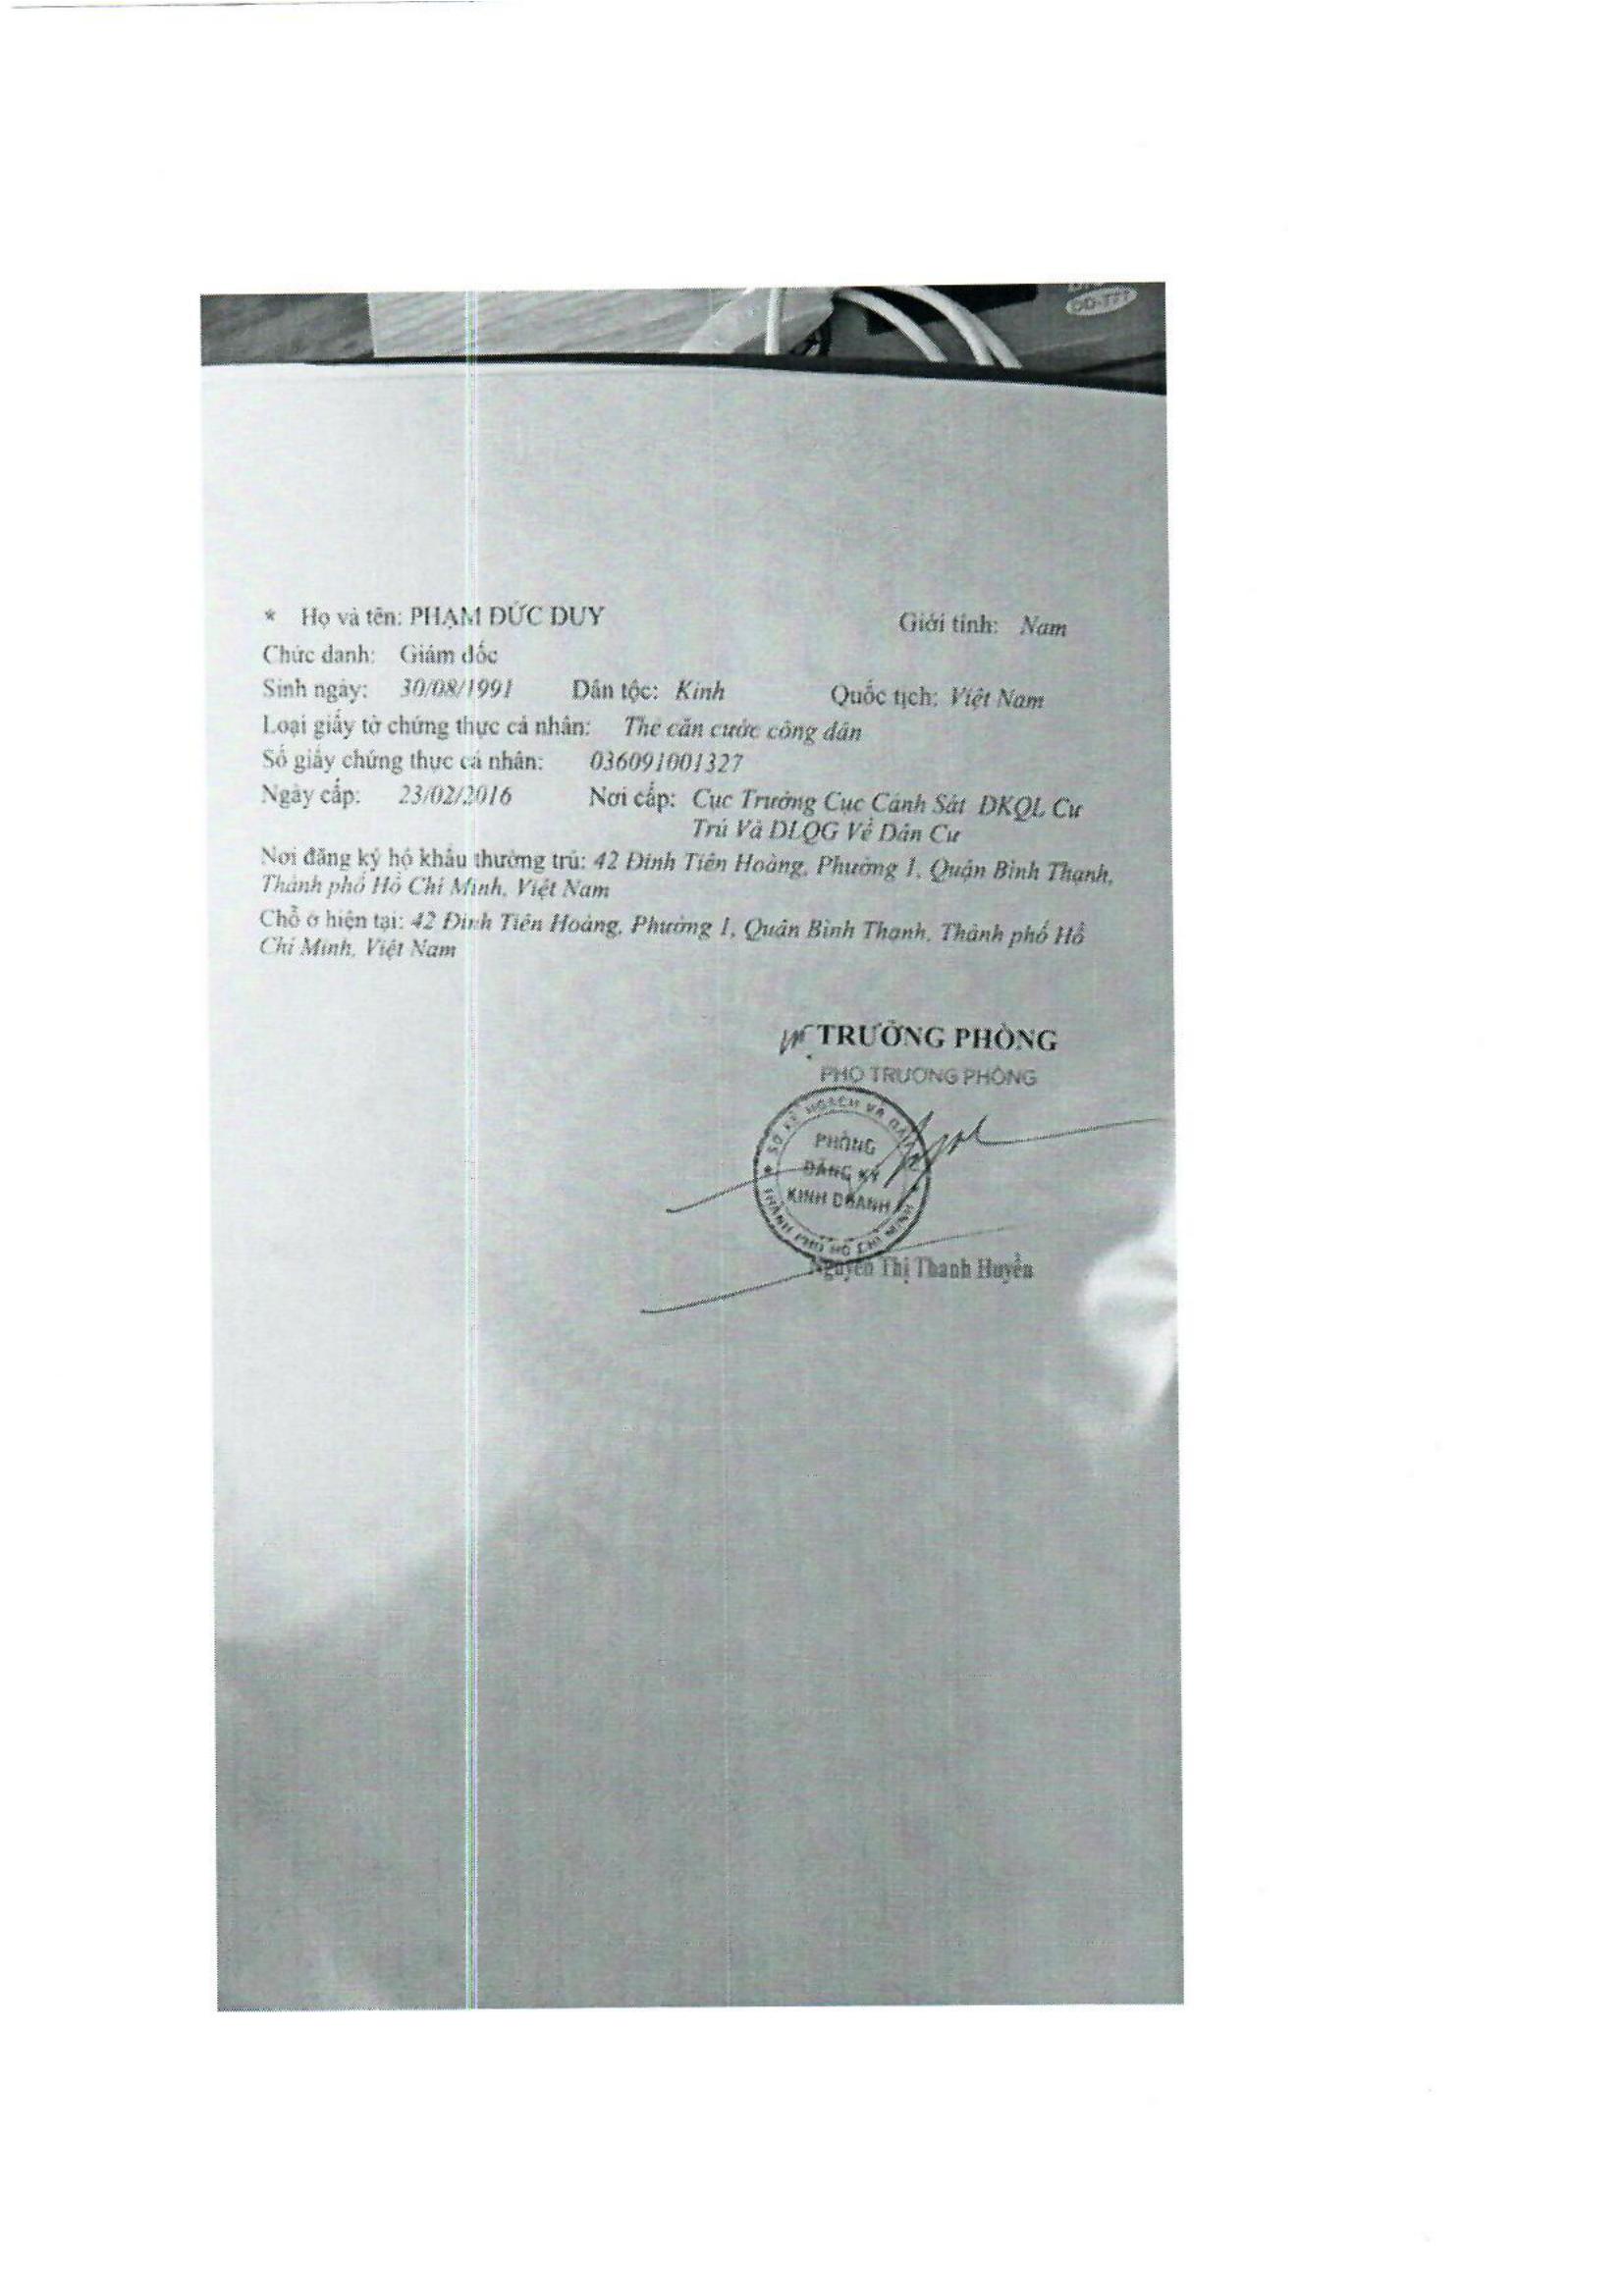 * Họ và tên: PHẠM ĐỨC DUY Giới tính: Nam
Chức danh: Giám đốc
Sinh ngày: 30/08/1991 Dân tộc: Kinh Quốc tịch: Việt Nam
Loại giấy tờ chứng thực cá nhân: Thẻ căn cước công dân
Số giấy chứng thực cá nhân: 036091001327
Ngày cấp: 23/02/2016 Nơi cấp: Cục Trưởng Cục Cảnh Sát ĐKQL Cư
Trú Và DLQG Về Dân Cư
Nơi đăng ký hộ khẩu thường trú: 42 Đinh Tiên Hoàng, Phường 1, Quận Bình Thạnh,
Thành phố Hồ Chí Minh, Việt Nam
Chỗ ở hiện tại: 42 Đinh Tiên Hoàng, Phường 1, Quận Bình Thạnh, Thành phố Hồ
Chí Minh, Việt Nam
TRƯỞNG PHÒNG
PHÓ TRƯỞNG PHÒNG
SỞ KẾ HOẠCH VÀ ĐẦU
PHÒNG
ĐĂNG KÝ
KINH DOANH
THÀNH PHỐ HỒ CHÍ MINH
Nguyễn Thị Thanh Huyền